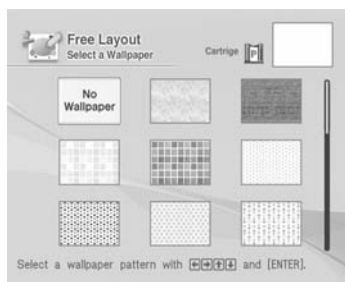 Free Layout
Select a Wallpaper
Cartrige P
No
Wallpaper
Select a wallpaper pattern with ←→↑↓ and [ENTER].